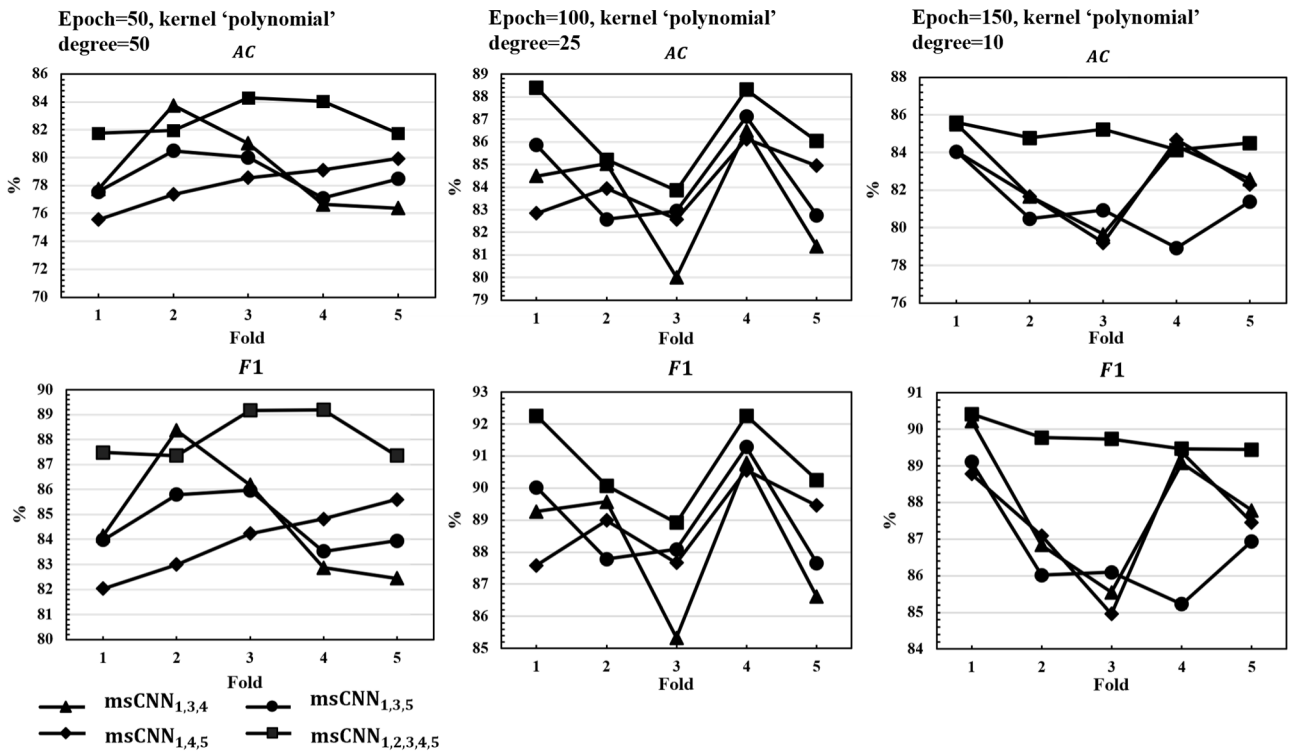 Epoch=50, kernel ‘polynomial’
degree=50
AC
86
84
82
80
78
76
74
72
70
%
1 2 3 4 5
Fold
Epoch=100, kernel ‘polynomial’
degree=25
AC
89
88
87
86
85
84
83
82
81
80
79
%
1 2 3 4 5
Fold
Epoch=150, kernel ‘polynomial’
degree=10
AC
88
86
84
82
80
78
76
%
1 2 3 4 5
Fold
F1
90
89
88
87
86
85
84
83
82
81
80
%
1 2 3 4 5
Fold
F1
93
92
91
90
89
88
87
86
85
%
1 2 3 4 5
Fold
F1
91
90
89
88
87
86
85
84
%
1 2 3 4 5
Fold
msCNN1,3,4 msCNN1,3,5
msCNN1,4,5 msCNN1,2,3,4,5